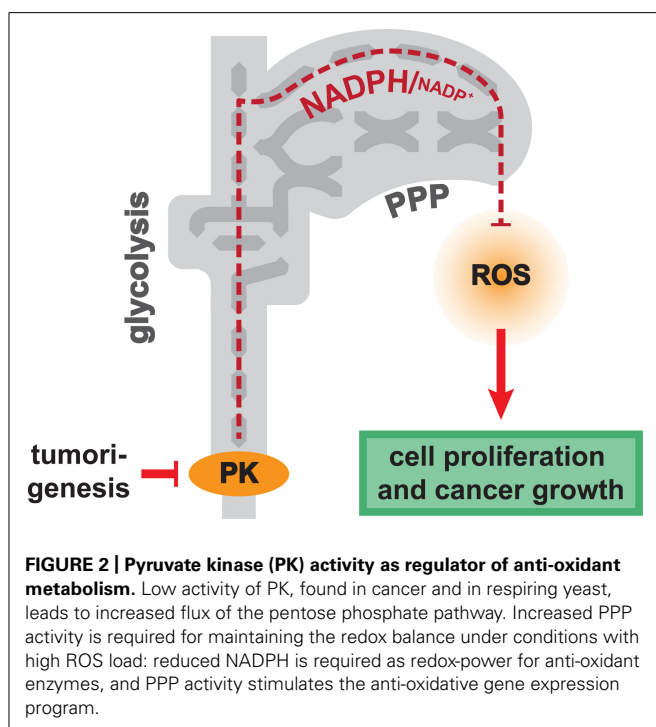 NADPH/NADP+
PPP
glycolysis
ROS
tumori-
genesis
PK
cell proliferation
and cancer growth
FIGURE 2 | Pyruvate kinase (PK) activity as regulator of anti-oxidant
metabolism. Low activity of PK, found in cancer and in respiring yeast,
leads to increased flux of the pentose phosphate pathway. Increased PPP
activity is required for maintaining the redox balance under conditions with
high ROS load: reduced NADPH is required as redox-power for anti-oxidant
enzymes, and PPP activity stimulates the anti-oxidative gene expression
program.